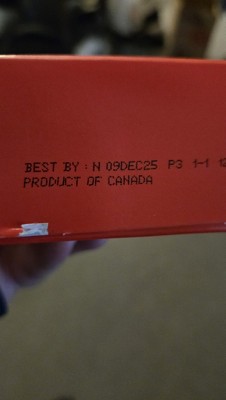 BEST BY : N 09DEC25 P3 1-1
PRODUCT OF CANADA